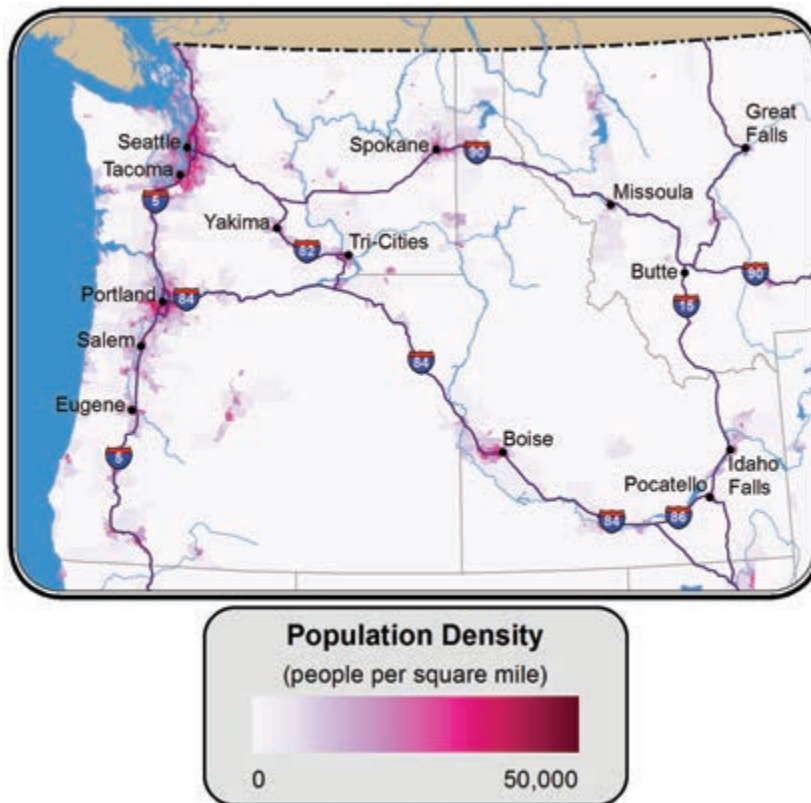 Seattle
Tacoma
5
Spokane
90
Great
Falls
Missoula
Yakima
82
Tri-Cities
Butte
90
15
Portland
84
Salem
84
Eugene
5
Boise
Idaho
Falls
Pocatello
84
86
Population Density
(people per square mile)
0
50,000